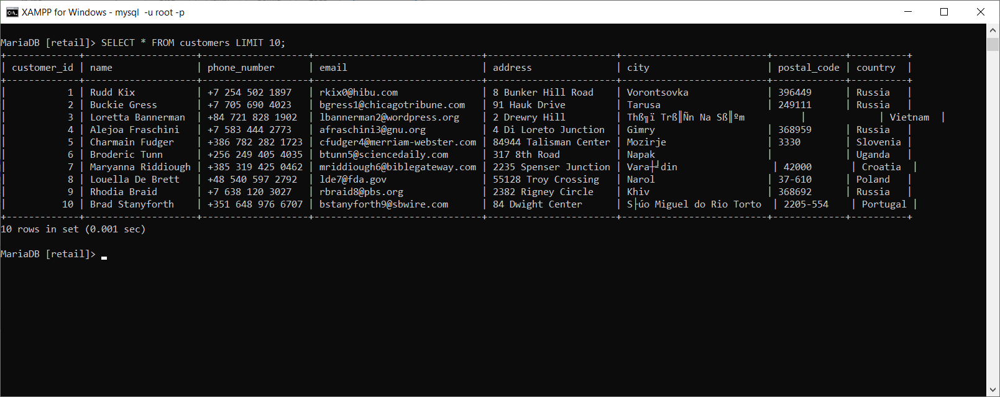 XAMPP for Windows - mysql  -u root -p
MariaDB [retail]> SELECT * FROM customers LIMIT 10;
+-------------+--------------------+-------------------+------------------------------+-----------------------+--------------------------+-------------+----------+
| customer_id | name               | phone_number      | email                        | address               | city                     | postal_code | country  |
+-------------+--------------------+-------------------+------------------------------+-----------------------+--------------------------+-------------+----------+
|           1 | Rudd Kix           | +7 254 502 1897   | rkix0@hibu.com               | 8 Bunker Hill Road    | Vorontsovka              | 396449      | Russia   |
|           2 | Buckie Gress       | +7 705 690 4023   | bgress1@chicagotribune.com   | 91 Hauk Drive         | Tarusa                   | 249111      | Russia   |
|           3 | Loretta Bannerman  | +84 721 828 1902  | lbannerman2@wordpress.org    | 2 Drewry Hill         | Thß╗ï Trß║Ñn Na Sß║ºm          |             | Vietnam  |
|           4 | Alejoa Fraschini   | +7 583 444 2773   | afraschini3@gnu.org          | 4 Di Loreto Junction  | Gimry                    | 368959      | Russia   |
|           5 | Charmain Fudger    | +386 782 282 1723 | cfudger4@merriam-webster.com | 84944 Talisman Center | Mozirje                  | 3330        | Slovenia |
|           6 | Broderic Tunn      | +256 249 405 4035 | btunn5@sciencedaily.com      | 317 8th Road          | Napak                    |             | Uganda   |
|           7 | Maryanna Riddiough | +385 319 425 0462 | mriddiough6@biblegateway.com | 2235 Spenser Junction | Vara┼╛din                 | 42000       | Croatia  |
|           8 | Louella De Brett   | +48 540 597 2792  | lde7@fda.gov                 | 55128 Troy Crossing   | Narol                    | 37-610      | Poland   |
|           9 | Rhodia Braid       | +7 638 120 3027   | rbraid8@pbs.org              | 2382 Rigney Circle    | Khiv                     | 368692      | Russia   |
|          10 | Brad Stanyforth    | +351 648 976 6707 | bstanyforth9@sbwire.com      | 84 Dwight Center      | S├úo Miguel do Rio Torto  | 2205-554    | Portugal |
+-------------+--------------------+-------------------+------------------------------+-----------------------+--------------------------+-------------+----------+
10 rows in set (0.001 sec)
MariaDB [retail]> _